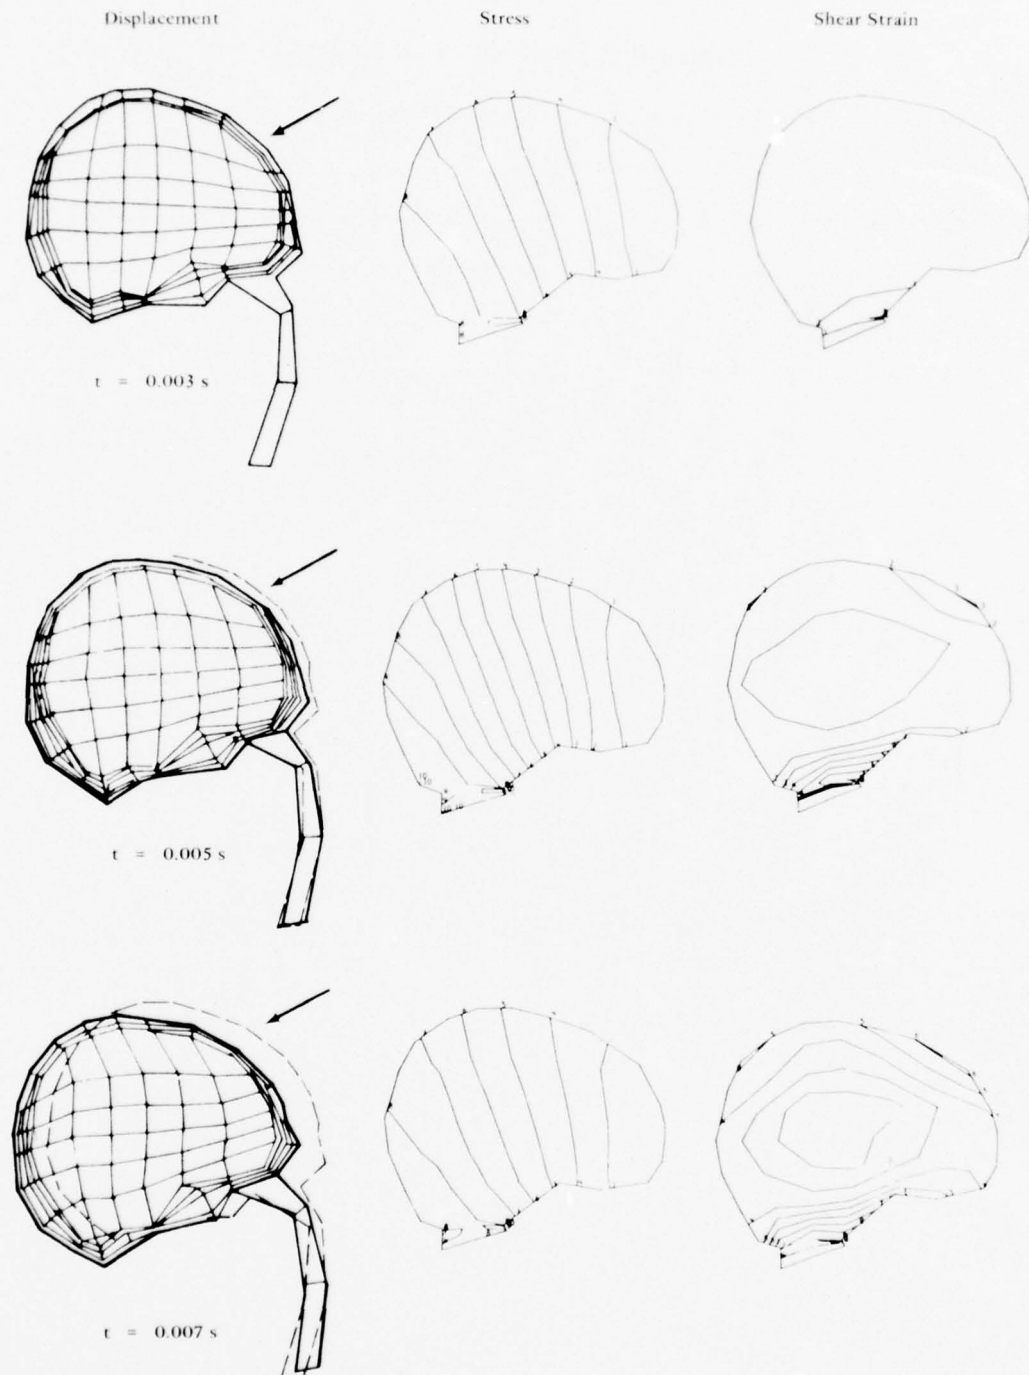 Displacement
Stress
Shear Strain
t = 0.003 s
t = 0.005 s
t = 0.007 s